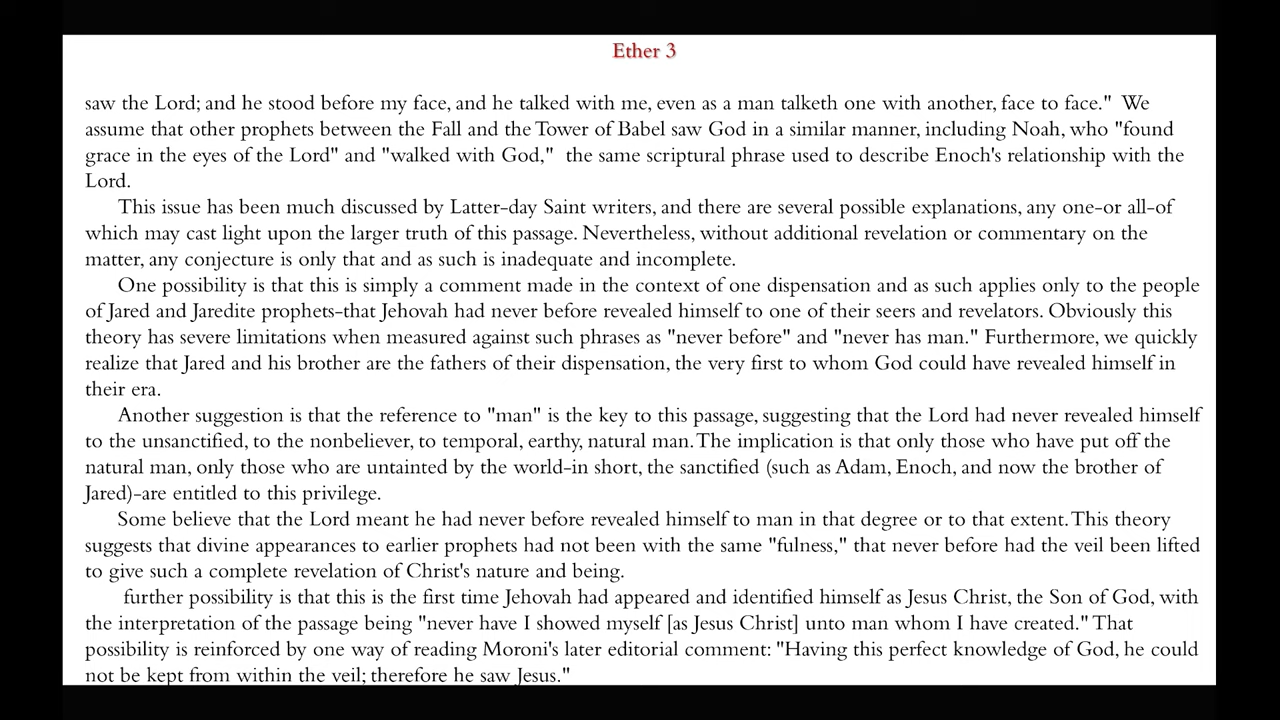 Ether 3
saw the Lord; and he stood before my face, and he talked with me, even as a man talketh one with another, face to face."  We
assume that other prophets between the Fall and the Tower of Babel saw God in a similar manner, including Noah, who "found
grace in the eyes of the Lord" and "walked with God,"  the same scriptural phrase used to describe Enoch's relationship with the
Lord.
This issue has been much discussed by Latter-day Saint writers, and there are several possible explanations, any one-or all-of
which may cast light upon the larger truth of this passage. Nevertheless, without additional revelation or commentary on the
matter, any conjecture is only that and as such is inadequate and incomplete.
One possibility is that this is simply a comment made in the context of one dispensation and as such applies only to the people
of Jared and Jaredite prophets-that Jehovah had never before revealed himself to one of their seers and revelators. Obviously this
theory has severe limitations when measured against such phrases as "never before" and "never has man." Furthermore, we quickly
realize that Jared and his brother are the fathers of their dispensation, the very first to whom God could have revealed himself in
their era.
Another suggestion is that the reference to "man" is the key to this passage, suggesting that the Lord had never revealed himself
to the unsanctified, to the nonbeliever, to temporal, earthy, natural man. The implication is that only those who have put off the
natural man, only those who are untainted by the world-in short, the sanctified (such as Adam, Enoch, and now the brother of
Jared)-are entitled to this privilege.
Some believe that the Lord meant he had never before revealed himself to man in that degree or to that extent. This theory
suggests that divine appearances to earlier prophets had not been with the same "fulness," that never before had the veil been lifted
to give such a complete revelation of Christ's nature and being.
further possibility is that this is the first time Jehovah had appeared and identified himself as Jesus Christ, the Son of God, with
the interpretation of the passage being "never have I showed myself [as Jesus Christ] unto man whom I have created." That
possibility is reinforced by one way of reading Moroni's later editorial comment: "Having this perfect knowledge of God, he could
not be kept from within the veil; therefore he saw Jesus."